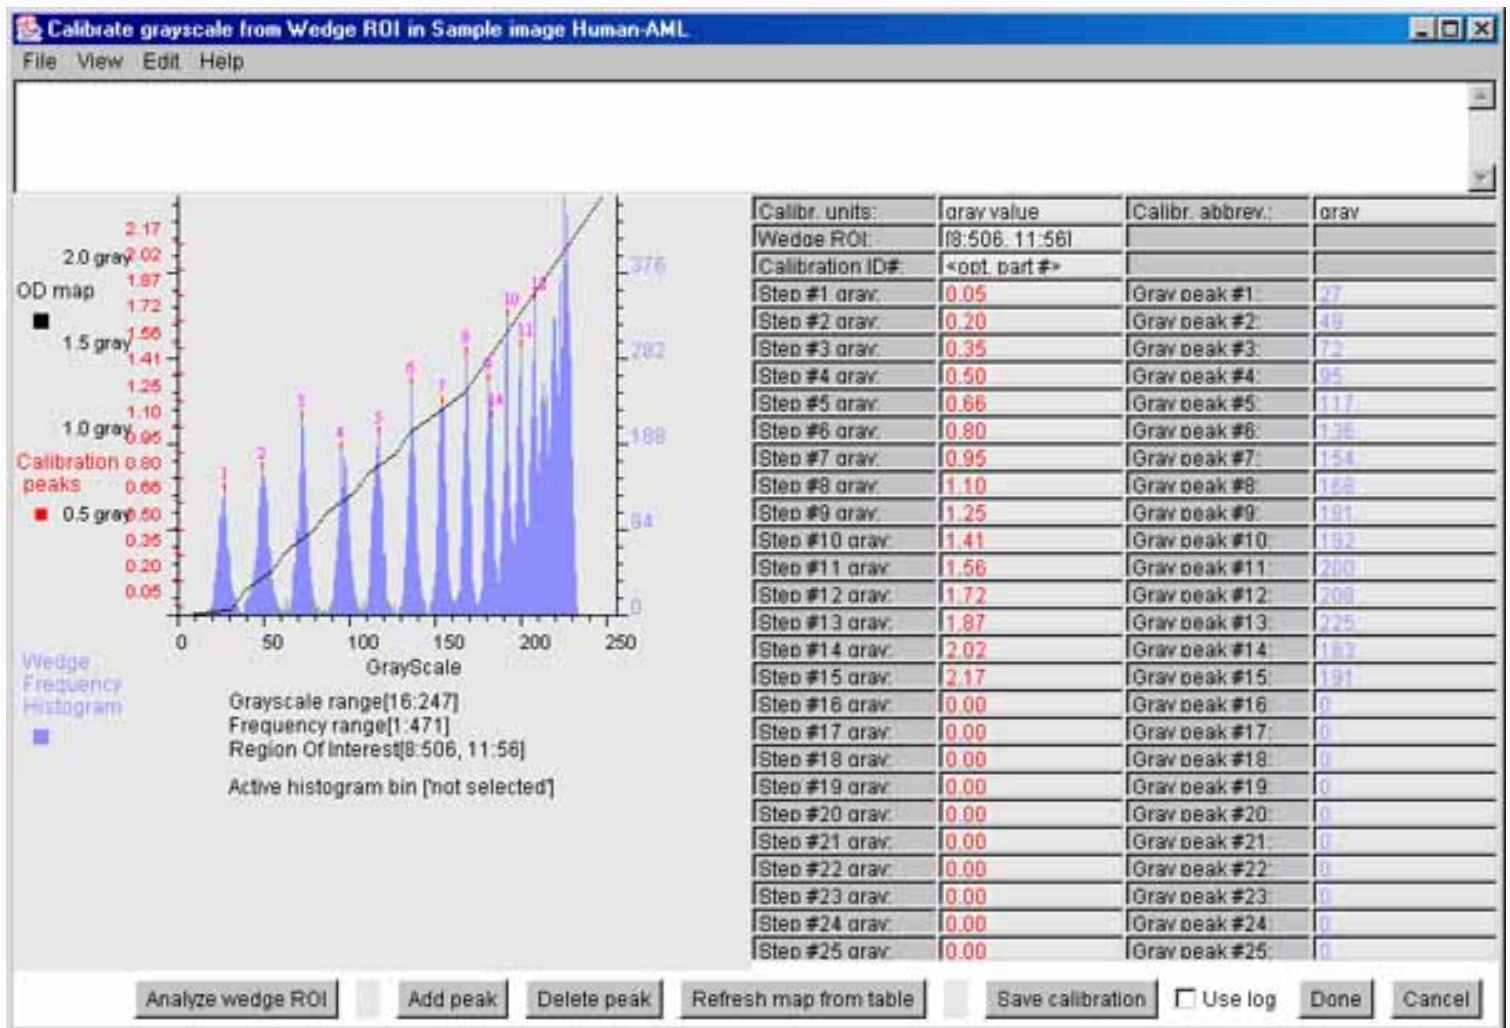 Calibrate grayscale from Wedge ROI in Sample image Human-AML
File View Edit Help
2.17
2.0 gray 2.02
OD map
1.87
1.72
1.56
1.5 gray
1.41
1.25
1.10
1.0 gray
0.95
Calibration peaks
0.80
0.66
0.5 gray 0.50
0.35
0.20
0.05
376
282
188
94
0
1 2 3 4 5 6 7 8 9 10 11 14
0 50 100 150 200 250
GrayScale
Wedge
Frequency
Histogram
Grayscale range[16:247]
Frequency range[1:471]
Region Of Interest[8:506, 11:56]
Active histogram bin ['not selected']
Calibr. units: gray value Calibr. abbrev.: gray
Wedge ROI: [8:506, 11:56]
Calibration ID#: <opt. part #>
Step #1 gray: 0.05 Gray peak #1: 27
Step #2 gray: 0.20 Gray peak #2: 49
Step #3 gray: 0.35 Gray peak #3: 72
Step #4 gray: 0.50 Gray peak #4: 95
Step #5 gray: 0.66 Gray peak #5: 117
Step #6 gray: 0.80 Gray peak #6: 136
Step #7 gray: 0.95 Gray peak #7: 154
Step #8 gray: 1.10 Gray peak #8: 168
Step #9 gray: 1.25 Gray peak #9: 191
Step #10 gray: 1.41 Gray peak #10: 192
Step #11 gray: 1.56 Gray peak #11: 200
Step #12 gray: 1.72 Gray peak #12: 208
Step #13 gray: 1.87 Gray peak #13: 225
Step #14 gray: 2.02 Gray peak #14: 183
Step #15 gray: 2.17 Gray peak #15: 191
Step #16 gray: 0.00 Gray peak #16: 0
Step #17 gray: 0.00 Gray peak #17: 0
Step #18 gray: 0.00 Gray peak #18: 0
Step #19 gray: 0.00 Gray peak #19: 0
Step #20 gray: 0.00 Gray peak #20: 0
Step #21 gray: 0.00 Gray peak #21: 0
Step #22 gray: 0.00 Gray peak #22: 0
Step #23 gray: 0.00 Gray peak #23: 0
Step #24 gray: 0.00 Gray peak #24: 0
Step #25 gray: 0.00 Gray peak #25: 0
Analyze wedge ROI Add peak Delete peak Refresh map from table Save calibration Use log Done Cancel